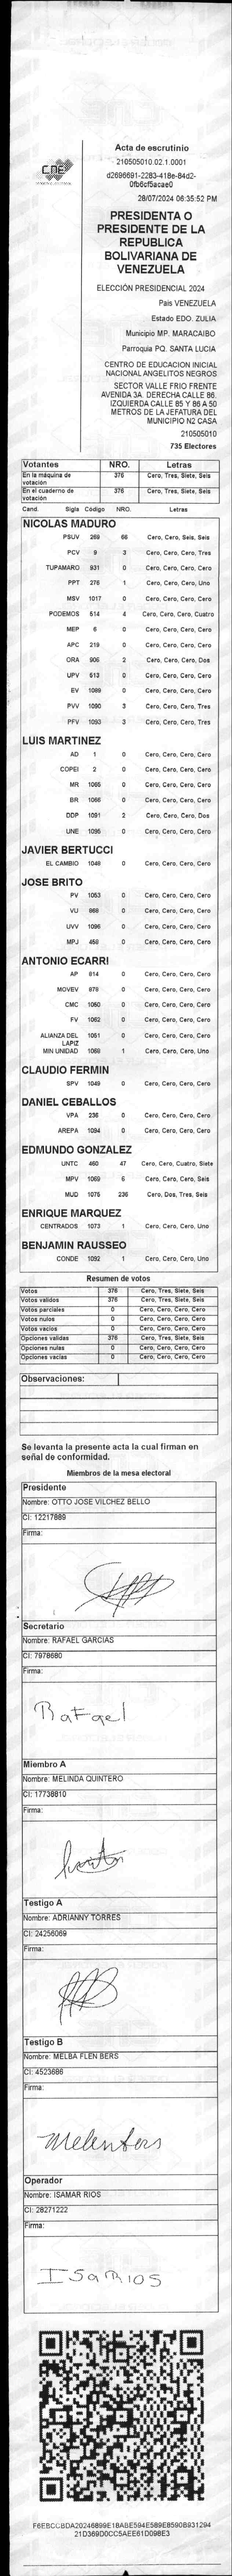 CNE
Acta de escrutinio
210505010.02.1.0001
d2696691-2283-418e-84d2-
0fb6cf5acae0
28/07/2024 06:35:52 PM
PRESIDENTA O
PRESIDENTE DE LA
REPUBLICA
BOLIVARIANA DE
VENEZUELA
ELECCIÓN PRESIDENCIAL 2024
Pais VENEZUELA
Estado EDO. ZULIA
Municipio MP. MARACAIBO
Parroquia PQ. SANTA LUCIA
CENTRO DE EDUCACION INICIAL
NACIONAL ANGELITOS NEGROS
SECTOR VALLE FRIO FRENTE
AVENIDA 3A. DERECHA CALLE 86.
IZQUIERDA CALLE 85 Y 86 A 50
METROS DE LA JEFATURA DEL
MUNICIPIO N2 CASA
210505010
735 Electores
Votantes NRO. Letras
En la máquina de votación 376 Cero, Tres, Siete, Seis
En el cuaderno de votación 376 Cero, Tres, Siete, Seis
Cand. Sigla Código NRO. Letras
NICOLAS MADURO
PSUV 269 66 Cero, Cero, Seis, Seis
PCV 9 3 Cero, Cero, Cero, Tres
TUPAMARO 931 0 Cero, Cero, Cero, Cero
PPT 276 1 Cero, Cero, Cero, Uno
MSV 1017 0 Cero, Cero, Cero, Cero
PODEMOS 514 4 Cero, Cero, Cero, Cuatro
MEP 6 0 Cero, Cero, Cero, Cero
APC 219 0 Cero, Cero, Cero, Cero
ORA 906 2 Cero, Cero, Cero, Dos
UPV 613 0 Cero, Cero, Cero, Cero
EV 1089 0 Cero, Cero, Cero, Cero
PVV 1090 3 Cero, Cero, Cero, Tres
PFV 1093 3 Cero, Cero, Cero, Tres
LUIS MARTINEZ
AD 1 0 Cero, Cero, Cero, Cero
COPEI 2 0 Cero, Cero, Cero, Cero
MR 1065 0 Cero, Cero, Cero, Cero
BR 1066 0 Cero, Cero, Cero, Cero
DDP 1091 2 Cero, Cero, Cero, Dos
UNE 1095 0 Cero, Cero, Cero, Cero
JAVIER BERTUCCI
EL CAMBIO 1048 0 Cero, Cero, Cero, Cero
JOSE BRITO
PV 1053 0 Cero, Cero, Cero, Cero
VU 868 0 Cero, Cero, Cero, Cero
UVV 1096 0 Cero, Cero, Cero, Cero
MPJ 458 0 Cero, Cero, Cero, Cero
ANTONIO ECARRI
AP 814 0 Cero, Cero, Cero, Cero
MOVEV 879 0 Cero, Cero, Cero, Cero
CMC 1050 0 Cero, Cero, Cero, Cero
FV 1062 0 Cero, Cero, Cero, Cero
ALIANZA DEL LAPIZ 1051 0 Cero, Cero, Cero, Cero
MIN UNIDAD 1088 1 Cero, Cero, Cero, Uno
CLAUDIO FERMIN
SPV 1049 0 Cero, Cero, Cero, Cero
DANIEL CEBALLOS
VPA 236 0 Cero, Cero, Cero, Cero
AREPA 1094 0 Cero, Cero, Cero, Cero
EDMUNDO GONZALEZ
UNTC 460 47 Cero, Cero, Cuatro, Siete
MPV 1069 6 Cero, Cero, Cero, Seis
MUD 1075 236 Cero, Dos, Tres, Seis
ENRIQUE MARQUEZ
CENTRADOS 1073 1 Cero, Cero, Cero, Uno
BENJAMIN RAUSSEO
CONDE 1092 1 Cero, Cero, Cero, Uno
Resumen de votos
Votos 376 Cero, Tres, Siete, Seis
Votos validos 376 Cero, Tres, Siete, Seis
Votos parciales 0 Cero, Cero, Cero, Cero
Votos nulos 0 Cero, Cero, Cero, Cero
Votos vacios 0 Cero, Cero, Cero, Cero
Opciones validas 376 Cero, Tres, Siete, Seis
Opciones nulas 0 Cero, Cero, Cero, Cero
Opciones vacias 0 Cero, Cero, Cero, Cero
Observaciones:
Se levanta la presente acta la cual firman en
señal de conformidad.
Miembros de la mesa electoral
Presidente
Nombre: OTTO JOSE VILCHEZ BELLO
CI: 12217889
Firma:
Secretario
Nombre: RAFAEL GARCIAS
CI: 7978680
Firma:
Rafael
Miembro A
Nombre: MELINDA QUINTERO
CI: 17738810
Firma:
Testigo A
Nombre: ADRIANNY TORRES
CI: 24256069
Firma:
Testigo B
Nombre: MELBA FLEN BERS
CI: 4523686
Firma:
Operador
Nombre: ISAMAR RIOS
CI: 28271222
Firma:
ISaRIOS
F6EBCCBDA20246899E18ABE594E589E8590B931294
21D369D0CC5AEE61D098E3